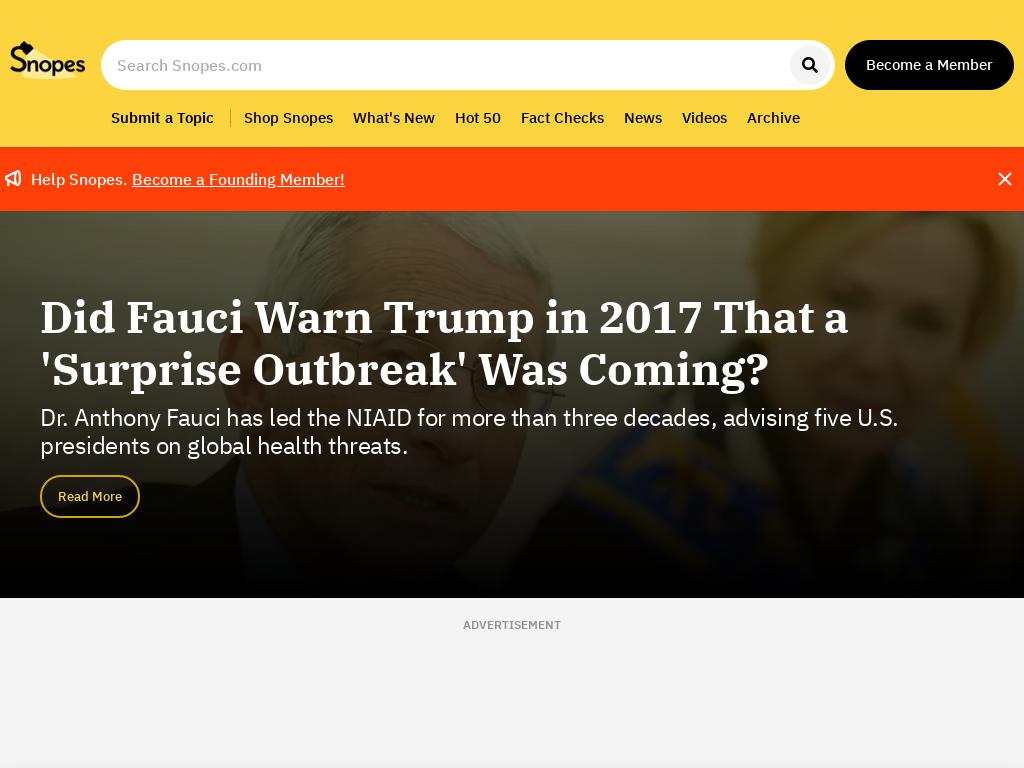 Snopes
Search Snopes.com
Become a Member
Submit a Topic
Shop Snopes
What's New
Hot 50
Fact Checks
News
Videos
Archive
Help Snopes. Become a Founding Member!
Did Fauci Warn Trump in 2017 That a
'Surprise Outbreak' Was Coming?
Dr. Anthony Fauci has led the NIAID for more than three decades, advising five U.S.
presidents on global health threats.
Read More
ADVERTISEMENT